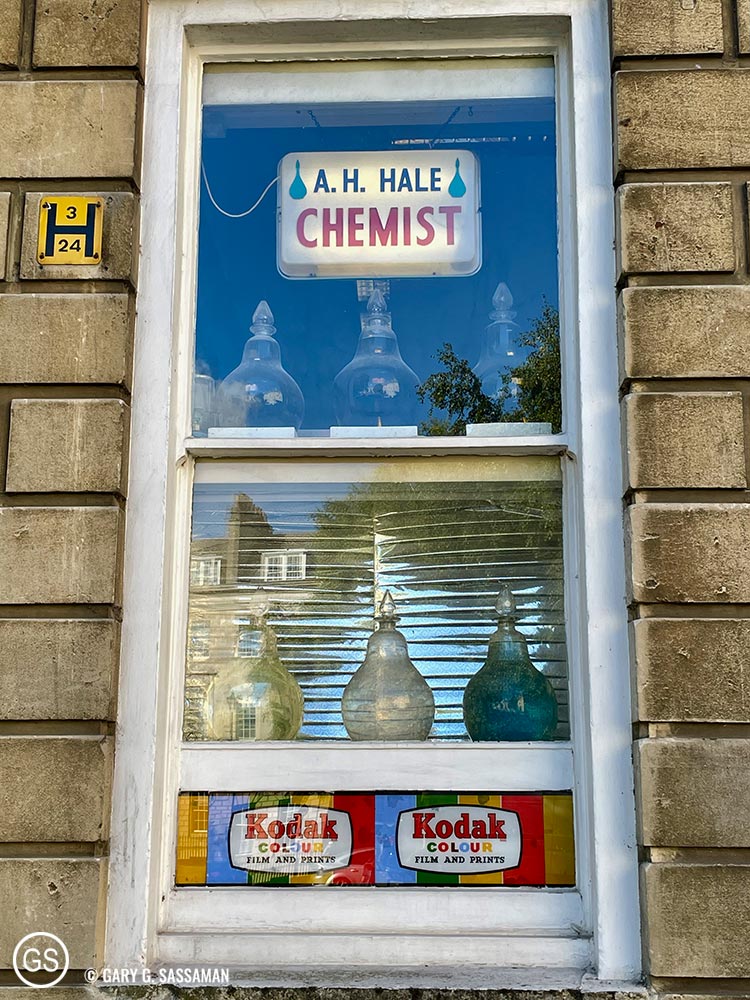 A. H. HALE
CHEMIST
3
H
24
Kodak
COLOUR
FILM AND PRINTS
Kodak
COLOUR
FILM AND PRINTS
GS
© GARY G. SASSAMAN